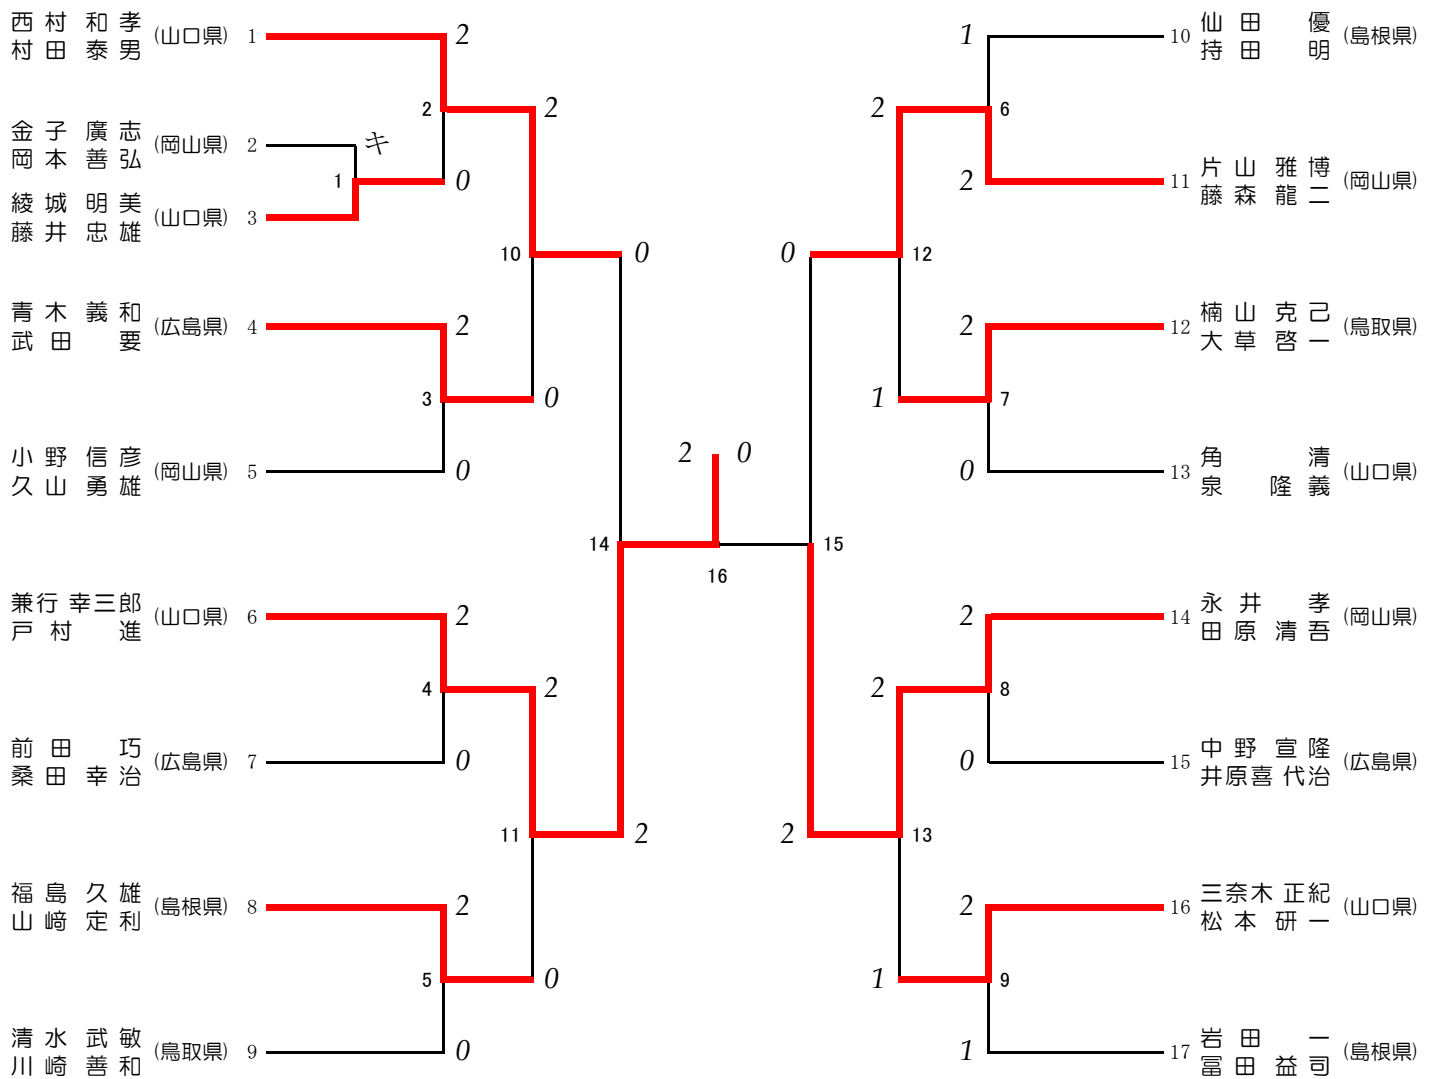 西村 和孝
村田 泰男
(山口県) 1
2
金子 廣志
岡本 善弘
(岡山県) 2
キ
綾城 明美
藤井 忠雄
(山口県) 3
1
0
2
2
青木 義和
武田 要
(広島県) 4
2
小野 信彦
久山 勇雄
(岡山県) 5
0
3
0
10
0
兼行 幸三郎
戸村 進
(山口県) 6
2
前田 巧
桑田 幸治
(広島県) 7
0
4
2
福島 久雄
山﨑 定利
(島根県) 8
2
清水 武敏
川崎 善和
(鳥取県) 9
0
5
0
11
2
14
2 0
16
15
1
10 仙田 優
持田 明
(島根県)
2
6
2
11 片山 雅博
藤森 龍二
(岡山県)
0
12
2
12 楠山 克己
大草 啓一
(鳥取県)
1
7
0
13 角 清
泉 隆義
(山口県)
2
14 永井 孝
田原 清吾
(岡山県)
2
8
0
15 中野 宣隆
井原喜代治
(広島県)
2
13
2
16 三奈木 正紀
松本 研一
(山口県)
1
9
1
17 岩田 一
冨田 益司
(島根県)